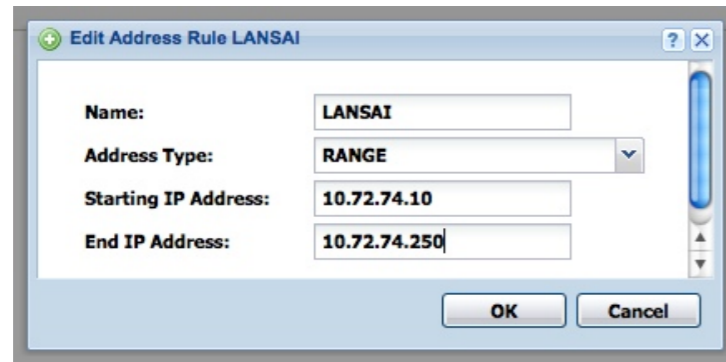 Edit Address Rule LANSAI
Name: LANSAI
Address Type: RANGE
Starting IP Address: 10.72.74.10
End IP Address: 10.72.74.250
OK Cancel